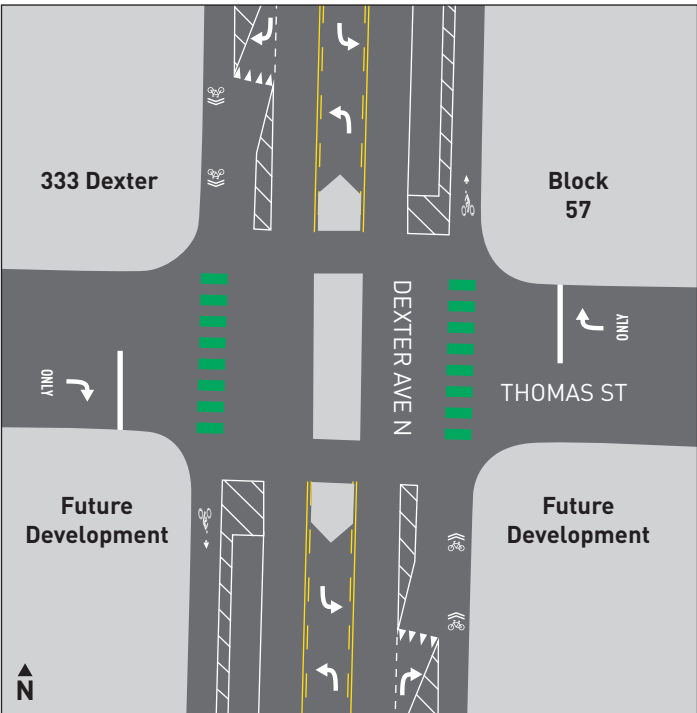 333 Dexter
Block
57
DEXTER AVE N
ONLY
ONLY
THOMAS ST
Future
Development
Future
Development
N